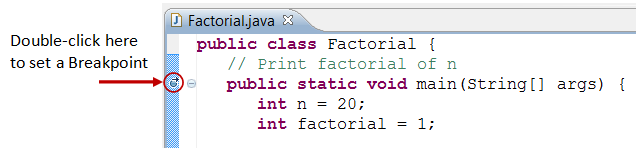 Factorial.java
Double-click here
to set a Breakpoint
public class Factorial {
// Print factorial of n
public static void main(String[] args) {
int n = 20;
int factorial = 1;